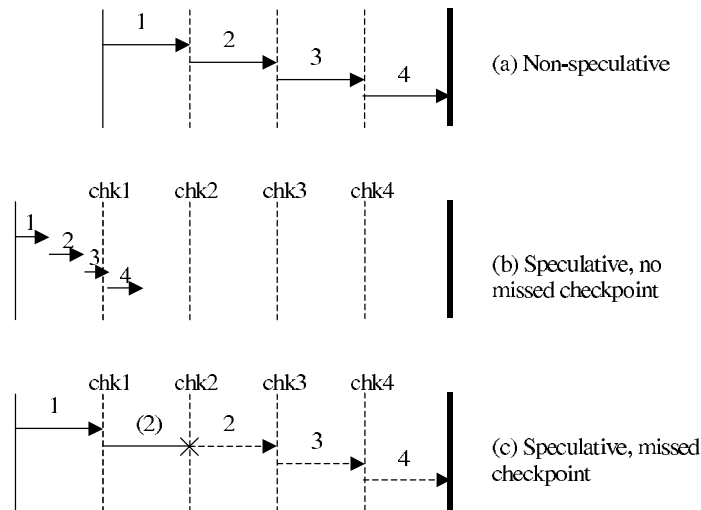 1
2
3
4
(a) Non-speculative
chk1
chk2
chk3
chk4
1
2
3
4
(b) Speculative, no
missed checkpoint
chk1
chk2
chk3
chk4
1
(2)
2
3
4
(c) Speculative, missed
checkpoint